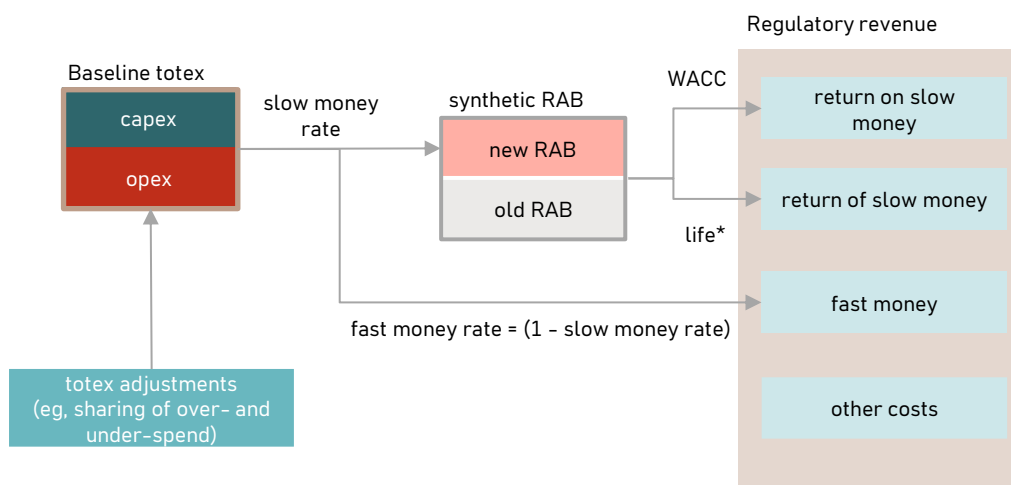 Regulatory revenue
Baseline totex
capex
opex
slow money
rate
synthetic RAB
new RAB
old RAB
WACC
life*
return on slow
money
return of slow money
fast money
fast money rate = (1 - slow money rate)
other costs
totex adjustments
(eg, sharing of over- and
under-spend)